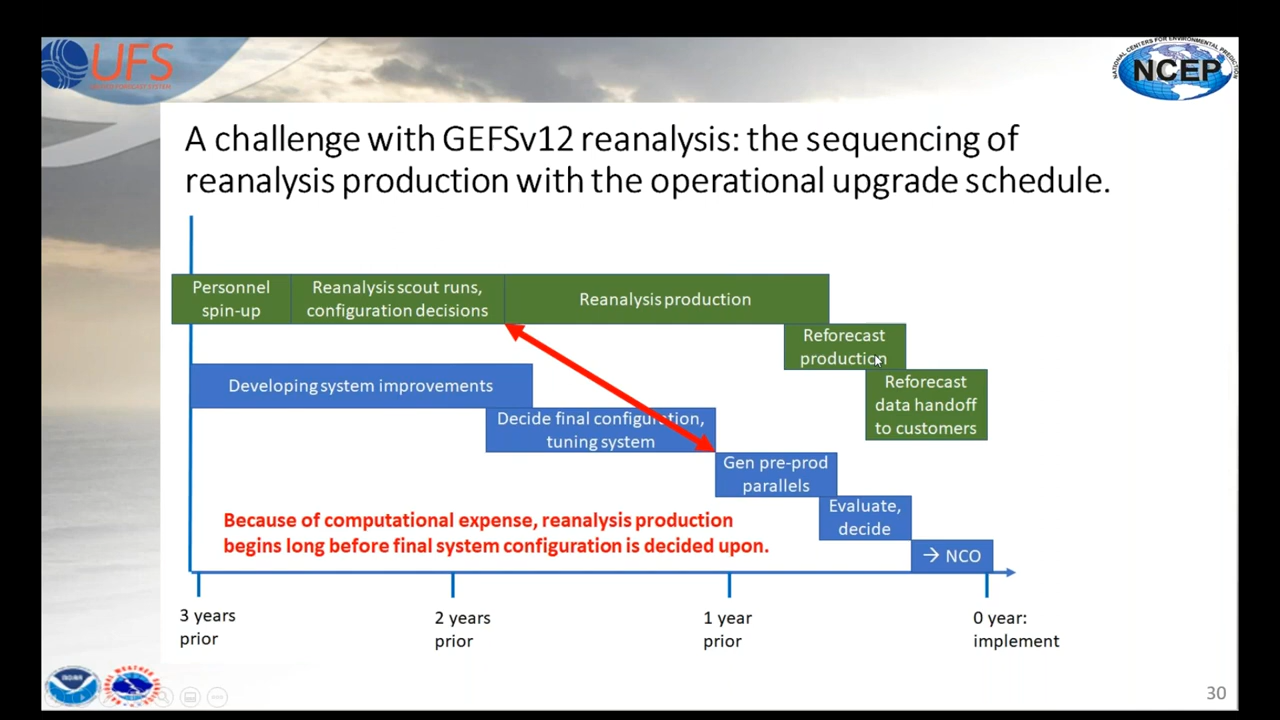 UFS
NATIONAL CENTERS FOR ENVIRONMENTAL PREDICTION
NCEP
A challenge with GEFSv12 reanalysis: the sequencing of
reanalysis production with the operational upgrade schedule.
Personnel
spin-up
Reanalysis scout runs,
configuration decisions
Reanalysis production
Reforecast
production
Reforecast
data handoff
to customers
Developing system improvements
Decide final configuration,
tuning system
Gen pre-prod
parallels
Evaluate,
decide
→ NCO
Because of computational expense, reanalysis production
begins long before final system configuration is decided upon.
3 years
prior
2 years
prior
1 year
prior
0 year:
implement
NOAA
30